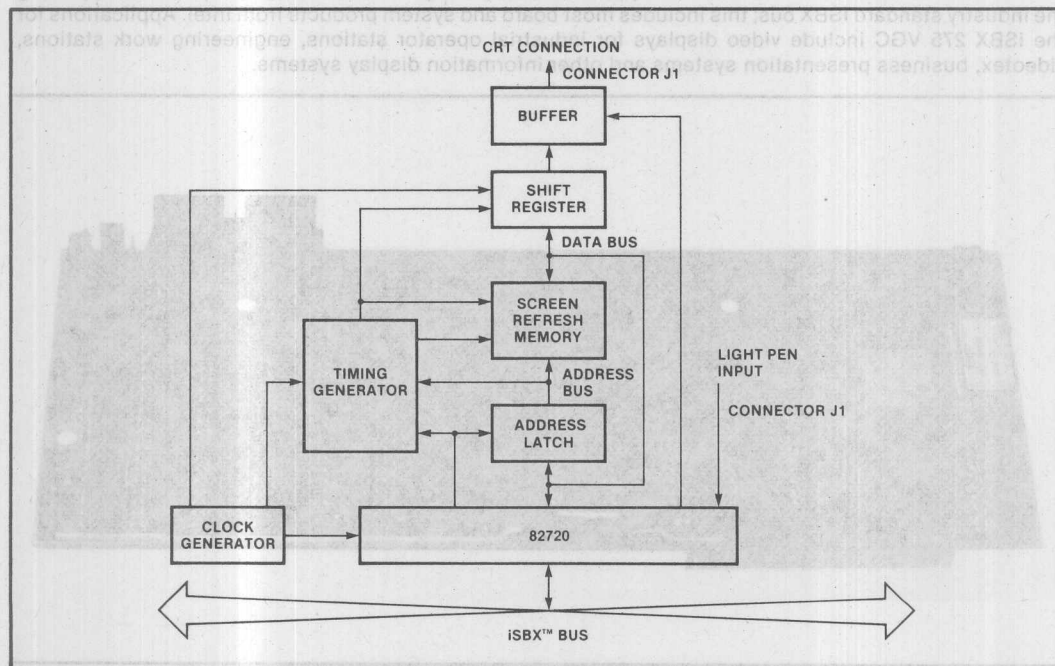 he industry standard iSBX bus; this includes most board and system products from Intel. Applications for
he iSBX 275 VGC include video displays for industrial operator stations, engineering work stations,
ideotex, business presentation systems and other information display systems.
CRT CONNECTION
CONNECTOR J1
BUFFER
SHIFT
REGISTER
DATA BUS
SCREEN
REFRESH
MEMORY
TIMING
GENERATOR
ADDRESS
BUS
LIGHT PEN
INPUT
CONNECTOR J1
ADDRESS
LATCH
CLOCK
GENERATOR
82720
iSBX™ BUS